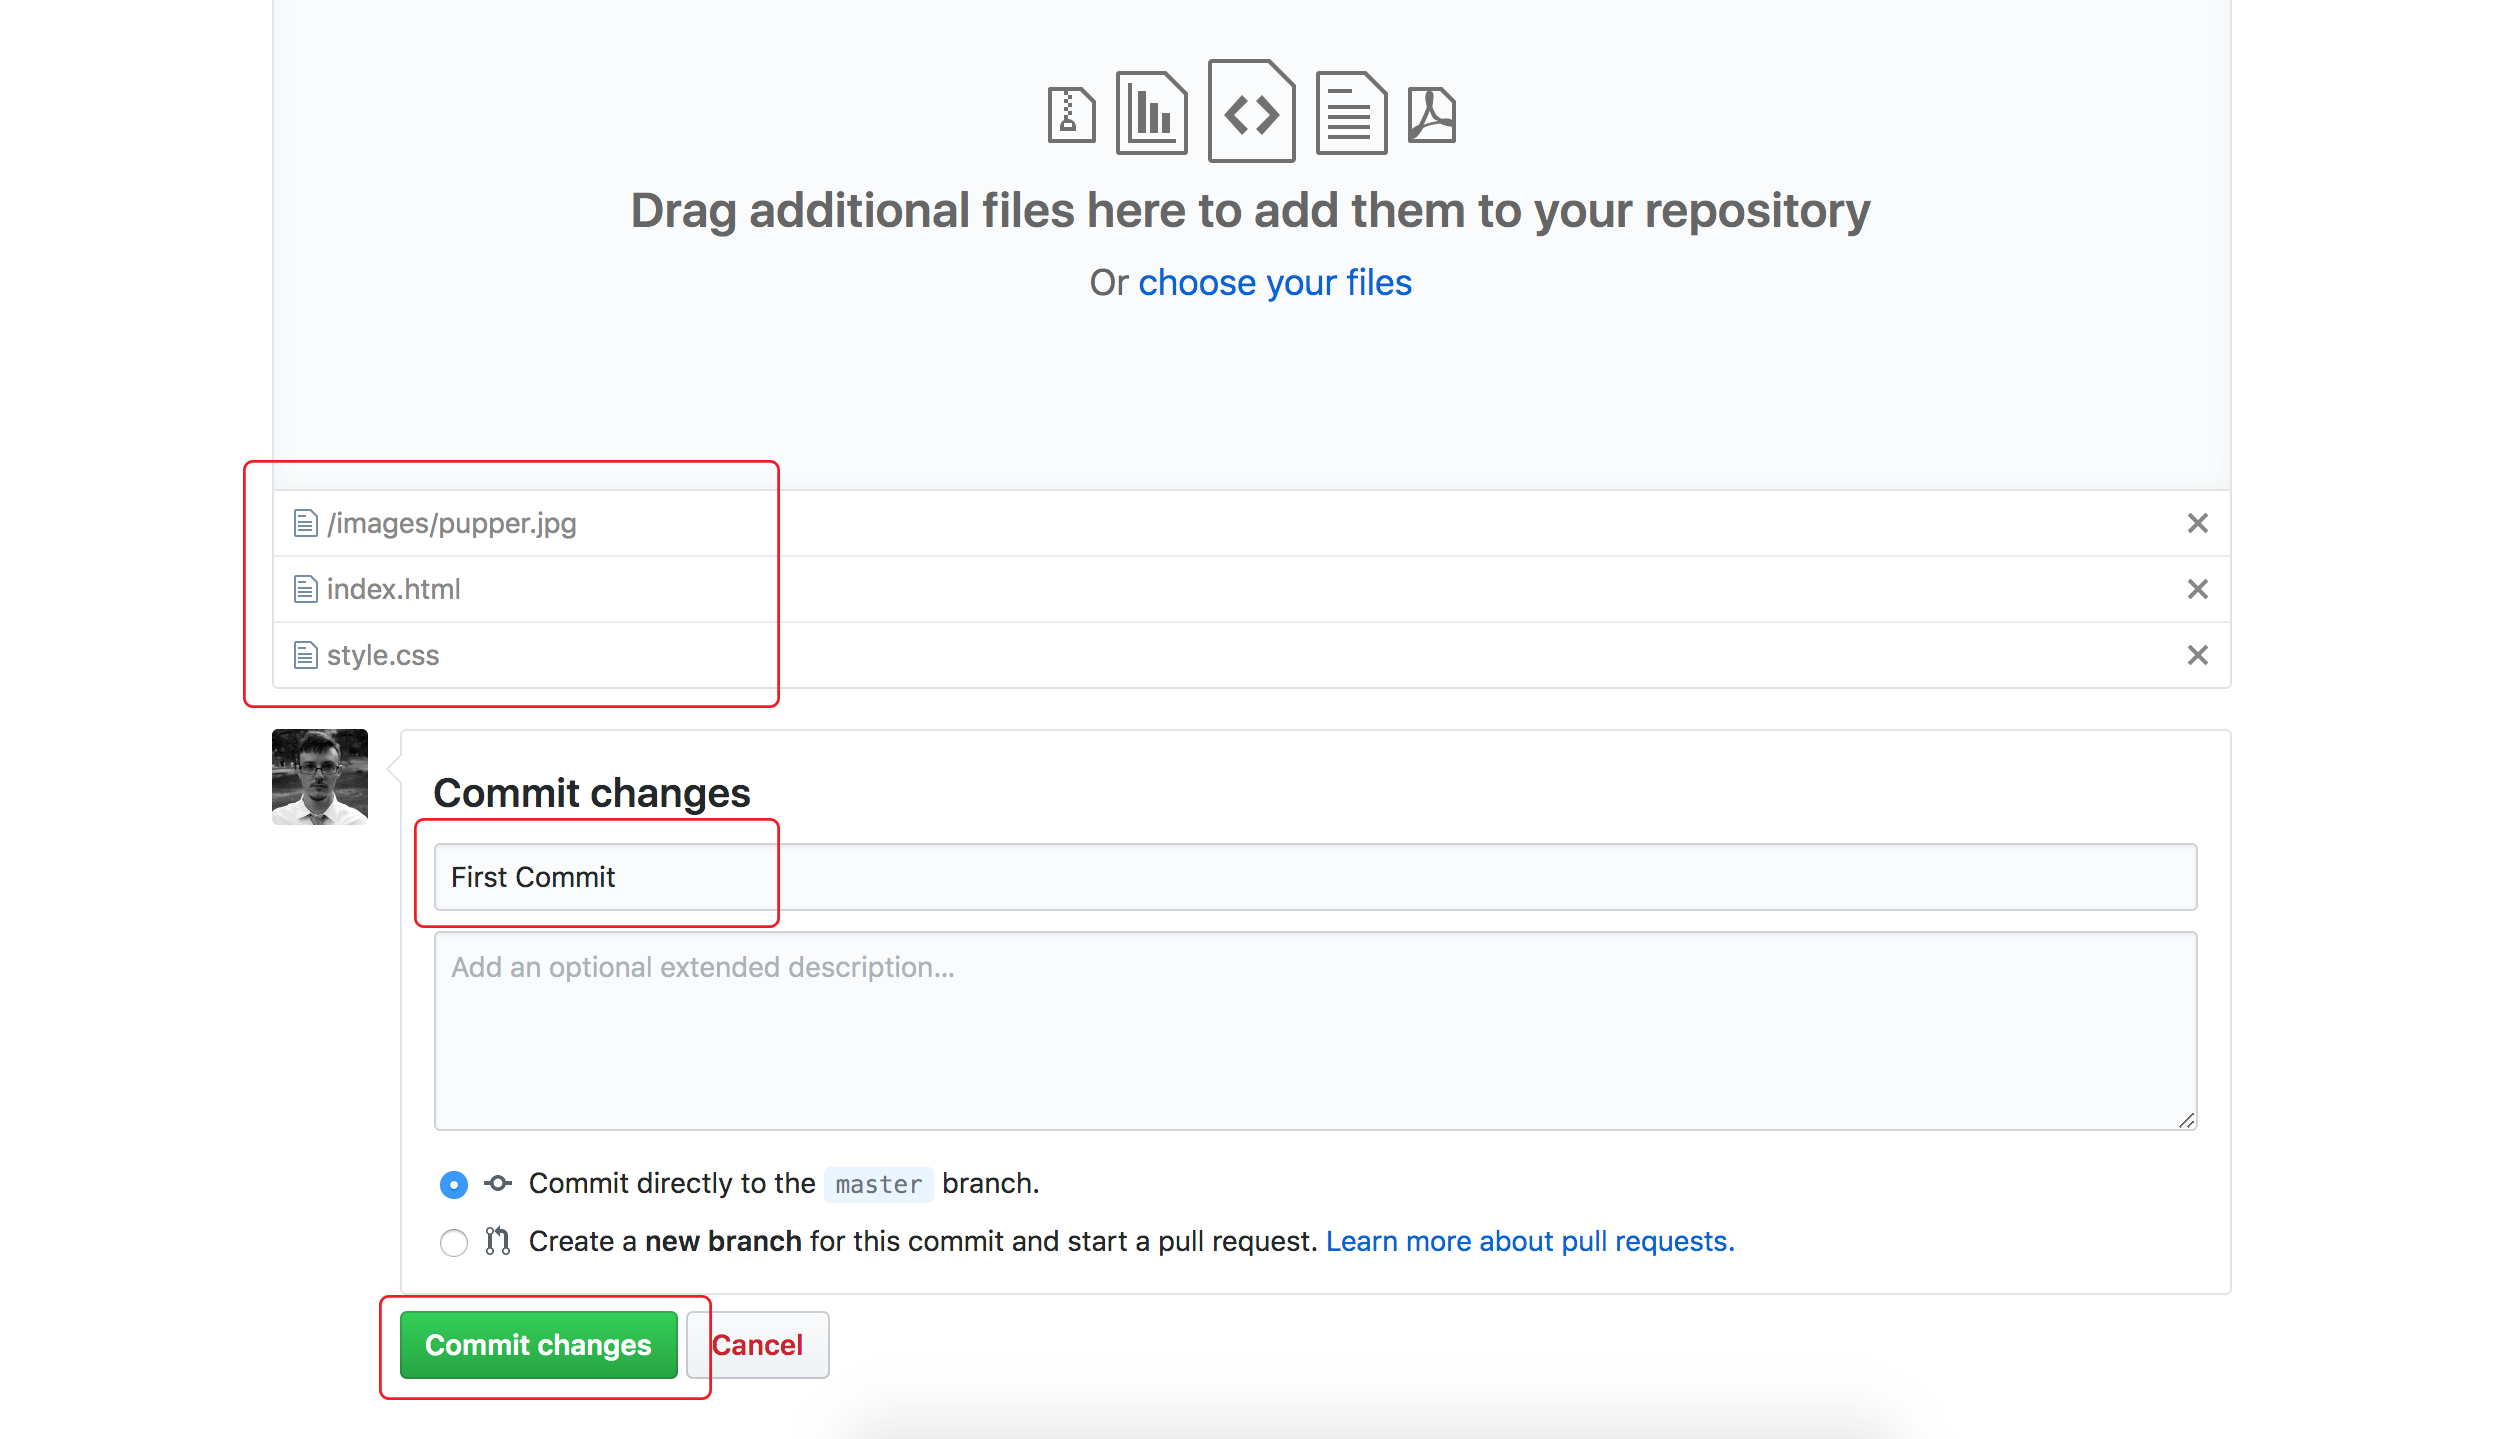 Drag additional files here to add them to your repository
Or choose your files
/images/pupper.jpg
index.html
style.css
Commit changes
First Commit
Add an optional extended description...
Commit directly to the master branch.
Create a new branch for this commit and start a pull request. Learn more about pull requests.
Commit changes
Cancel